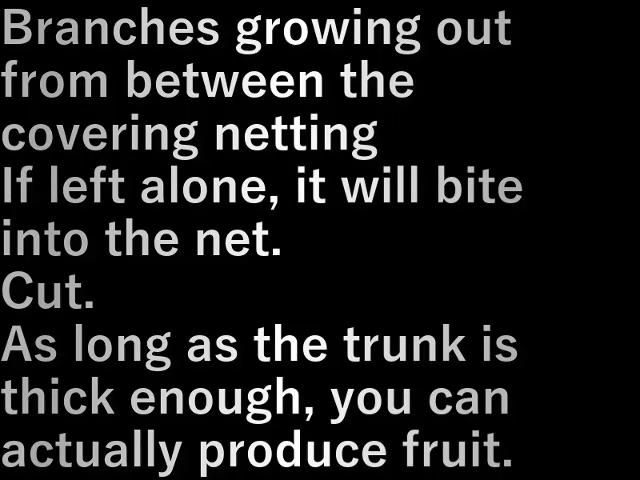 Branches growing out
from between the
covering netting
If left alone, it will bite
into the net.
Cut.
As long as the trunk is
thick enough, you can
actually produce fruit.